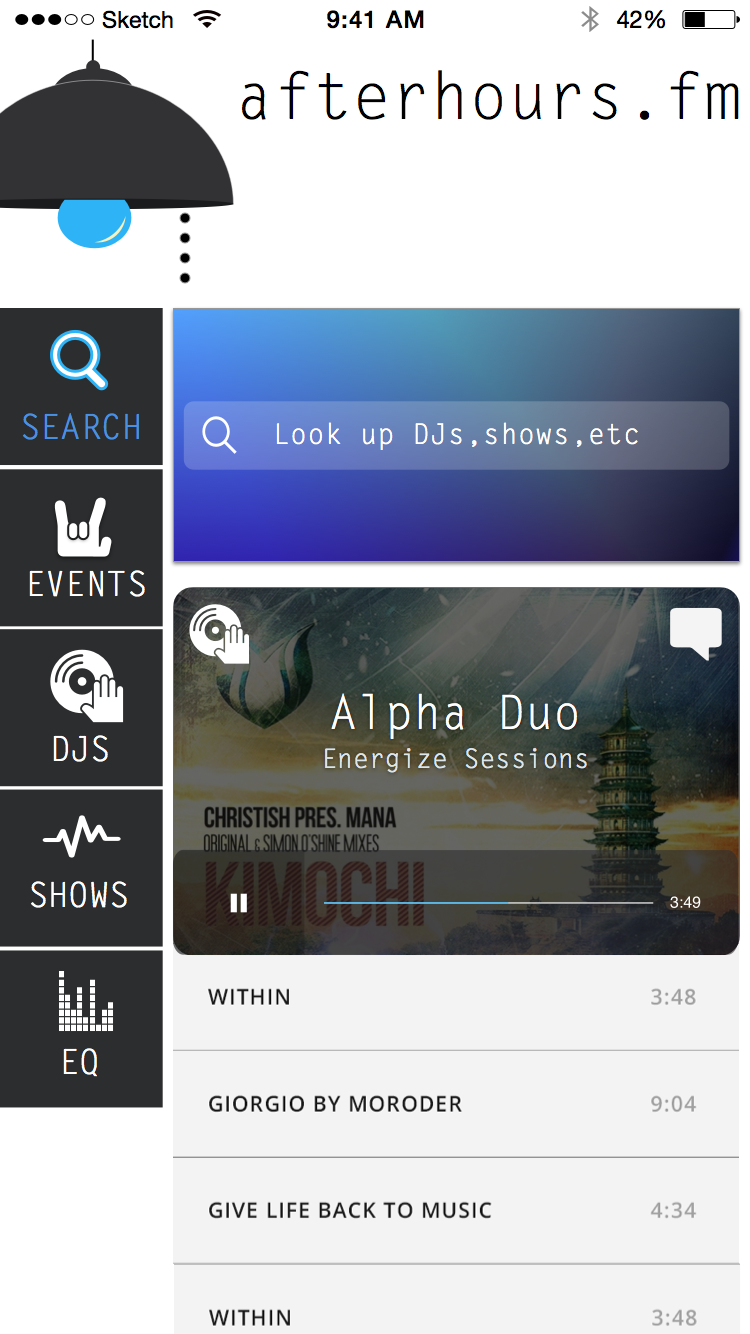 Sketch 9:41 AM 42%
afterhours.fm
SEARCH
Look up DJs,shows,etc
EVENTS
DJS
SHOWS
EQ
Alpha Duo
Energize Sessions
CHRISTISH PRES. MANA
ORIGINAL & SIMON O'SHINE MIXES
KIMOCHI
3:49
WITHIN 3:48
GIORGIO BY MORODER 9:04
GIVE LIFE BACK TO MUSIC 4:34
WITHIN 3:48